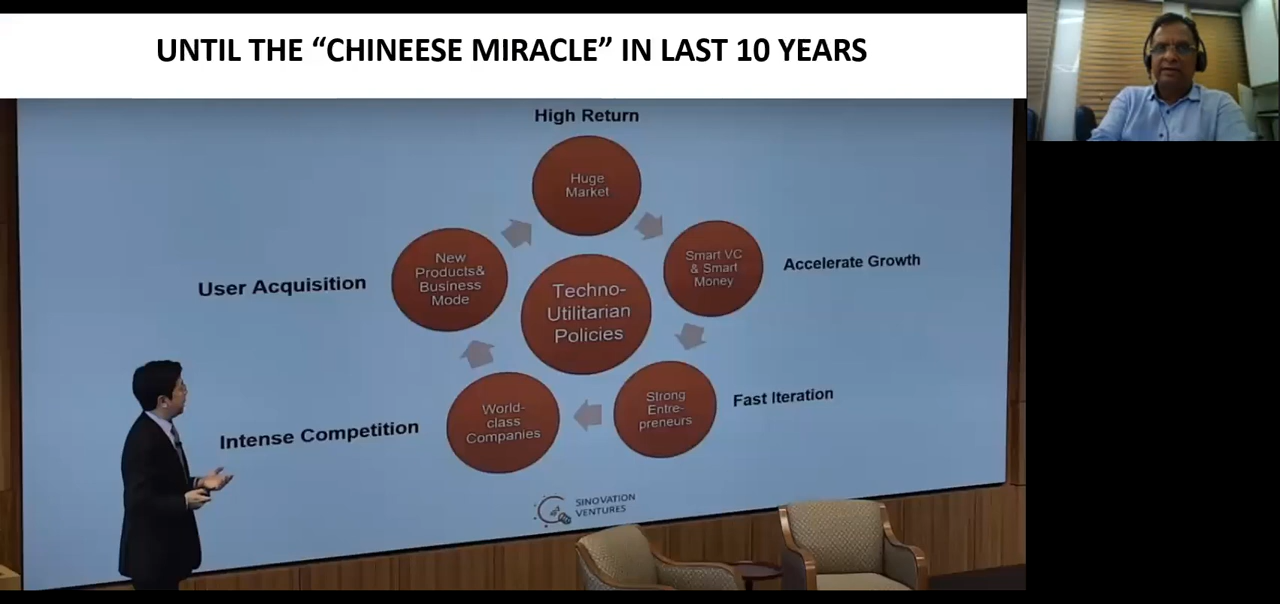 UNTIL THE “CHINEESE MIRACLE” IN LAST 10 YEARS
High Return
Huge
Market
New
Products&
Business
Mode
Smart VC
& Smart
Money
Accelerate Growth
User Acquisition
Techno-
Utilitarian
Policies
Strong
Entre-
preneurs
Fast Iteration
World-
class
Companies
Intense Competition
SINOVATION
VENTURES